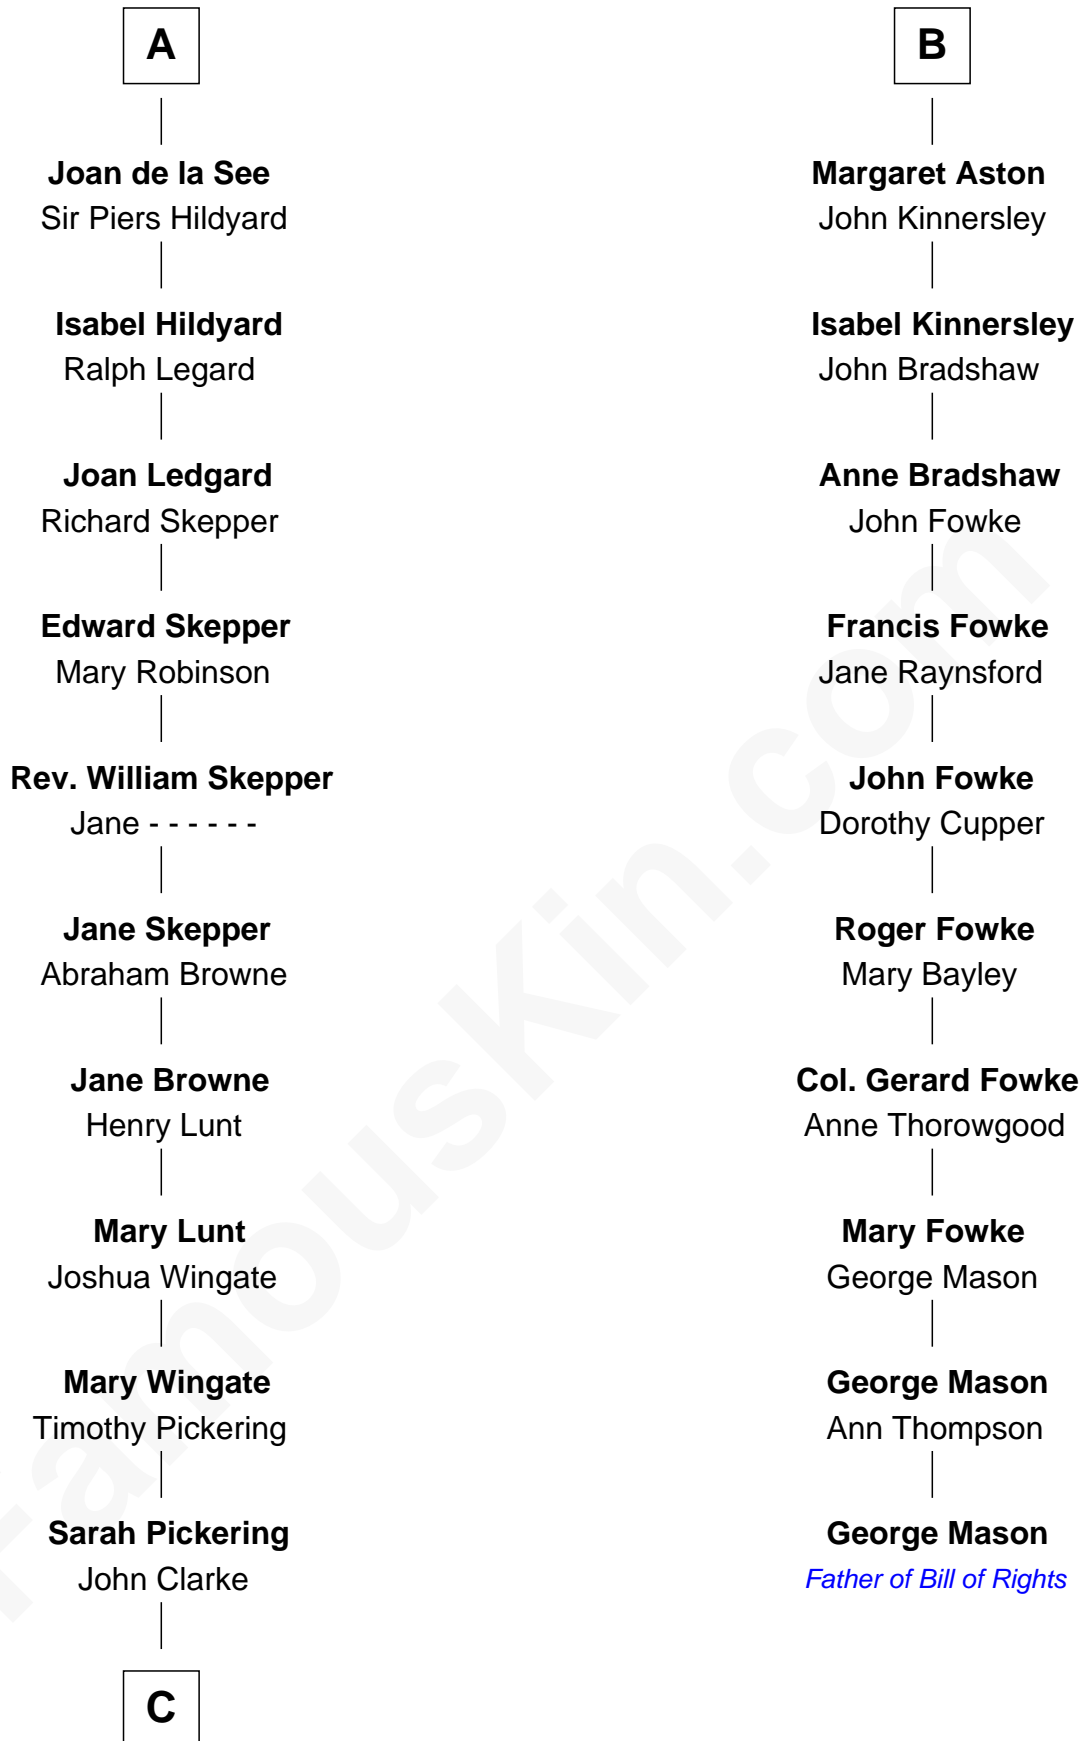 A
Joan de la See
Sir Piers Hildyard
Isabel Hildyard
Ralph Legard
Joan Ledgard
Richard Skepper
Edward Skepper
Mary Robinson
Rev. William Skepper
Jane - - - - - -
Jane Skepper
Abraham Browne
Jane Browne
Henry Lunt
Mary Lunt
Joshua Wingate
Mary Wingate
Timothy Pickering
Sarah Pickering
John Clarke
C
B
Margaret Aston
John Kinnersley
Isabel Kinnersley
John Bradshaw
Anne Bradshaw
John Fowke
Francis Fowke
Jane Raynsford
John Fowke
Dorothy Cupper
Roger Fowke
Mary Bayley
Col. Gerard Fowke
Anne Thorowgood
Mary Fowke
George Mason
George Mason
Ann Thompson
George Mason
Father of Bill of Rights
FamousKin.com